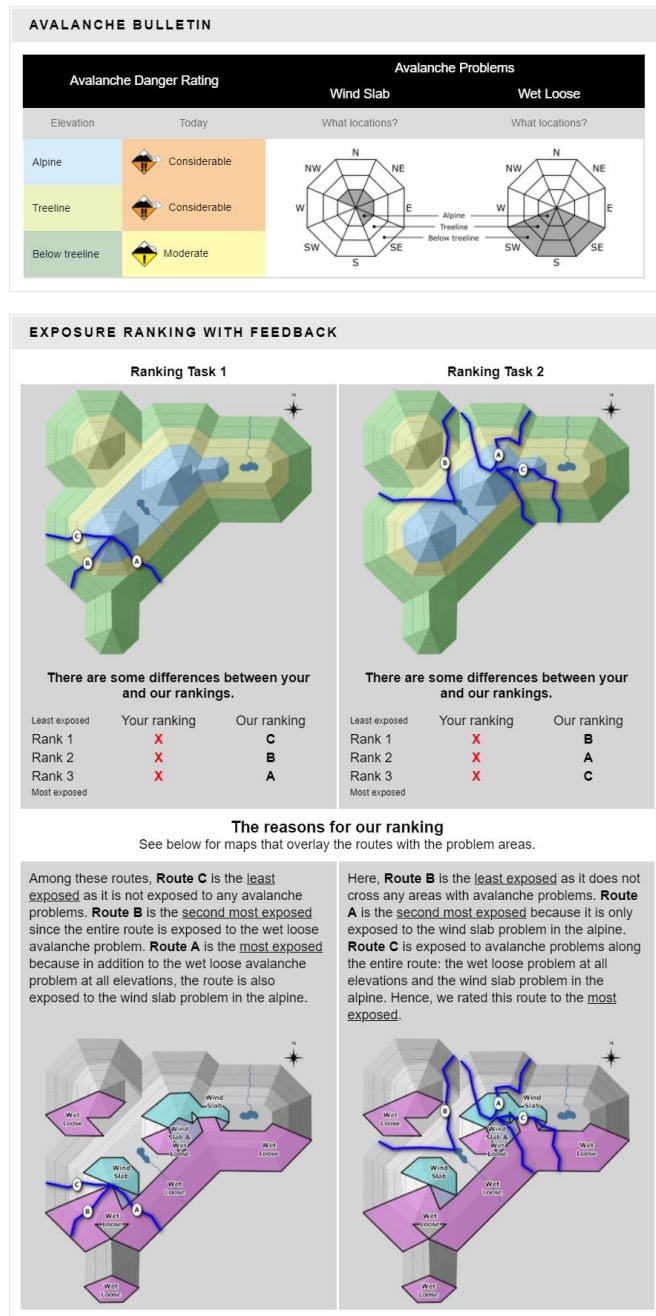 AVALANCHE BULLETIN
Avalanche Danger Rating
Avalanche Problems
Wind Slab
Wet Loose
Elevation
Today
What locations?
What locations?
Alpine
Considerable
Treeline
Considerable
Below treeline
Moderate
N
NW
NE
W
E
SW
SE
S
Alpine
Treeline
Below treeline
N
NW
NE
W
E
SW
SE
S
EXPOSURE RANKING WITH FEEDBACK
Ranking Task 1
N
C
B
A
There are some differences between your
and our rankings.
Least exposed Your ranking Our ranking
Rank 1 X C
Rank 2 X B
Rank 3 X A
Most exposed
Ranking Task 2
N
A
B
C
There are some differences between your
and our rankings.
Least exposed Your ranking Our ranking
Rank 1 X B
Rank 2 X A
Rank 3 X C
Most exposed
The reasons for our ranking
See below for maps that overlay the routes with the problem areas.
Among these routes, Route C is the least
exposed as it is not exposed to any avalanche
problems. Route B is the second most exposed
since the entire route is exposed to the wet loose
avalanche problem. Route A is the most exposed
because in addition to the wet loose avalanche
problem at all elevations, the route is also
exposed to the wind slab problem in the alpine.
Here, Route B is the least exposed as it does not
cross any areas with avalanche problems. Route
A is the second most exposed because it is only
exposed to the wind slab problem in the alpine.
Route C is exposed to avalanche problems along
the entire route: the wet loose problem at all
elevations and the wind slab problem in the
alpine. Hence, we rated this route to the most
exposed.
N
Wind
Slab
Wet
Loose
Wind
Slab &
Wet
Loose
Wet
Loose
Wind
Slab
Wet
Loose
C
B
A
Wet
Loose
Wet
Loose
N
Wind
Slab
A
B
C
Wet
Loose
Wind
Slab &
Wet
Loose
Wet
Loose
Wind
Slab
Wet
Loose
Wet
Loose
Wet
Loose